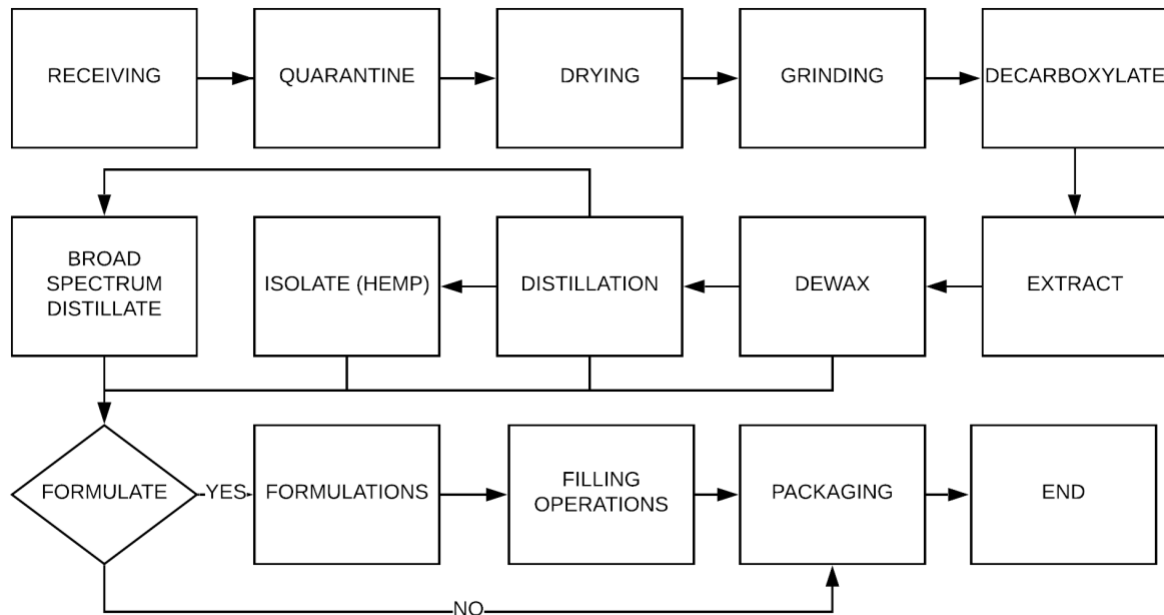 RECEIVING
QUARANTINE
DRYING
GRINDING
DECARBOXYLATE
BROAD
SPECTRUM
DISTILLATE
ISOLATE (HEMP)
DISTILLATION
DEWAX
EXTRACT
FORMULATE
YES
FORMULATIONS
FILLING
OPERATIONS
PACKAGING
END
NO